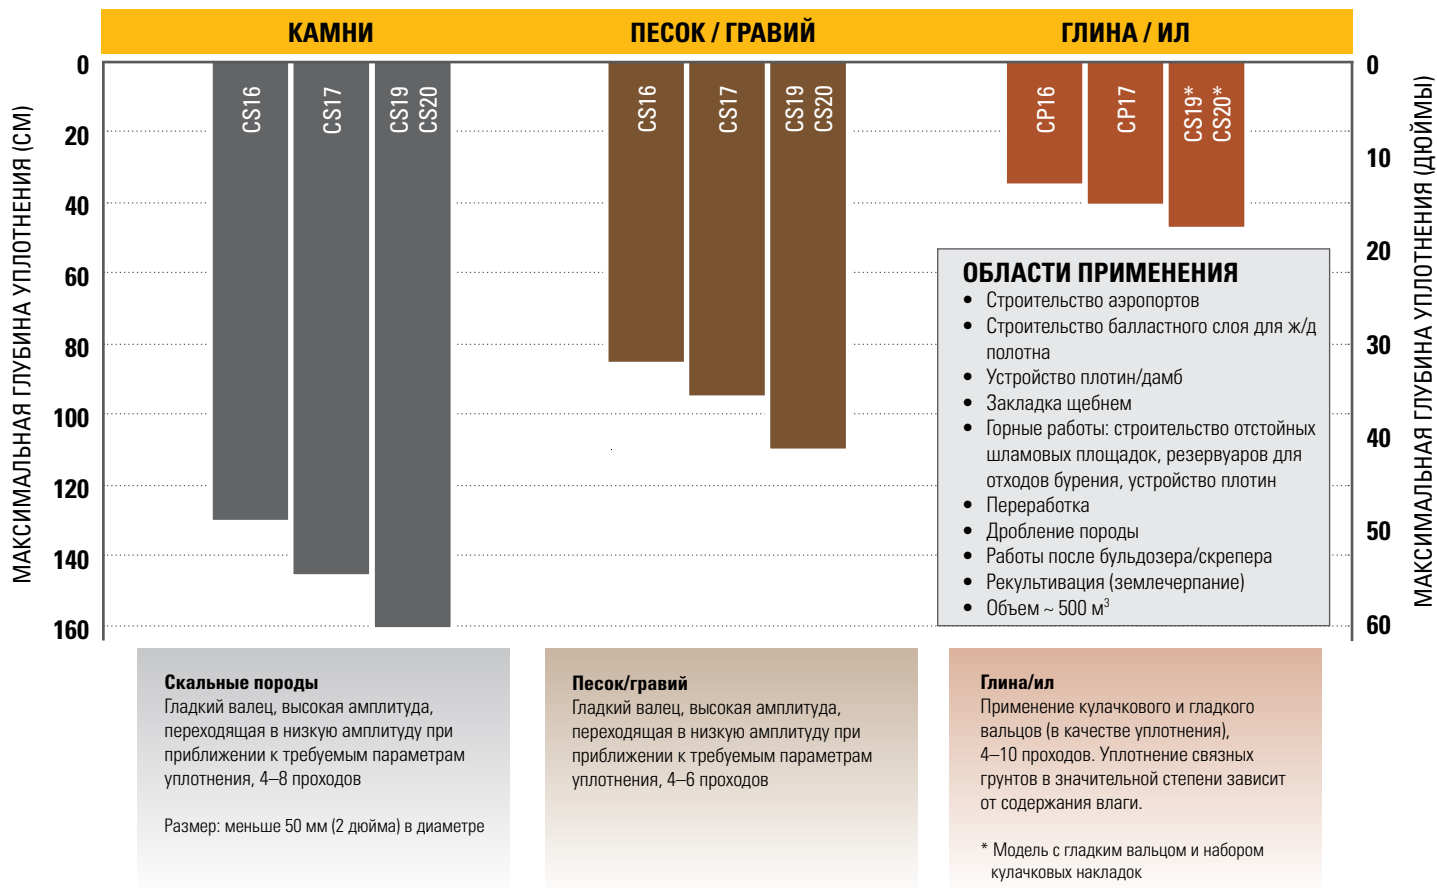 КАМНИ
ПЕСОК / ГРАВИЙ
ГЛИНА / ИЛ
МАКСИМАЛЬНАЯ ГЛУБИНА УПЛОТНЕНИЯ (СМ)
0
20
40
60
80
100
120
140
160
CS16
CS17
CS19
CS20
CS16
CS17
CS19
CS20
CP16
CP17
CS19*
CS20*
0
10
20
30
40
50
60
МАКСИМАЛЬНАЯ ГЛУБИНА УПЛОТНЕНИЯ (ДЮЙМЫ)
ОБЛАСТИ ПРИМЕНЕНИЯ
• Строительство аэропортов
• Строительство балластного слоя для ж/д
полотна
• Устройство плотин/дамб
• Закладка щебнем
• Горные работы: строительство отстойных
шламовых площадок, резервуаров для
отходов бурения, устройство плотин
• Переработка
• Дробление породы
• Работы после бульдозера/скрепера
• Рекультивация (землечерпание)
• Объем ~ 500 м³
Скальные породы
Гладкий валец, высокая амплитуда,
переходящая в низкую амплитуду при
приближении к требуемым параметрам
уплотнения, 4–8 проходов
Размер: меньше 50 мм (2 дюйма) в диаметре
Песок/гравий
Гладкий валец, высокая амплитуда,
переходящая в низкую амплитуду при
приближении к требуемым параметрам
уплотнения, 4–6 проходов
Глина/ил
Применение кулачкового и гладкого
вальцов (в качестве уплотнения),
4–10 проходов. Уплотнение связных
грунтов в значительной степени зависит
от содержания влаги.
* Модель с гладким вальцом и набором
кулачковых накладок